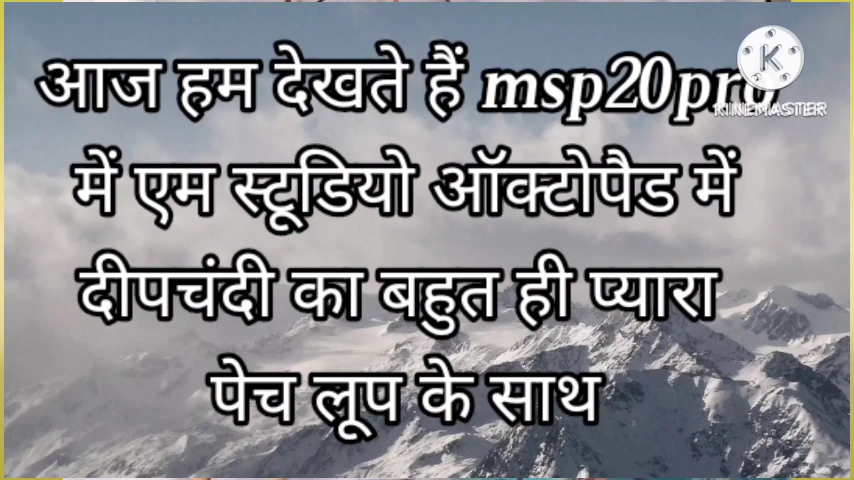 आज हम देखते हैं msp20pro
में एम स्टूडियो ऑक्टोपैड में
दीपचंदी का बहुत ही प्यारा
पेच लूप के साथ
K
KINEMASTER